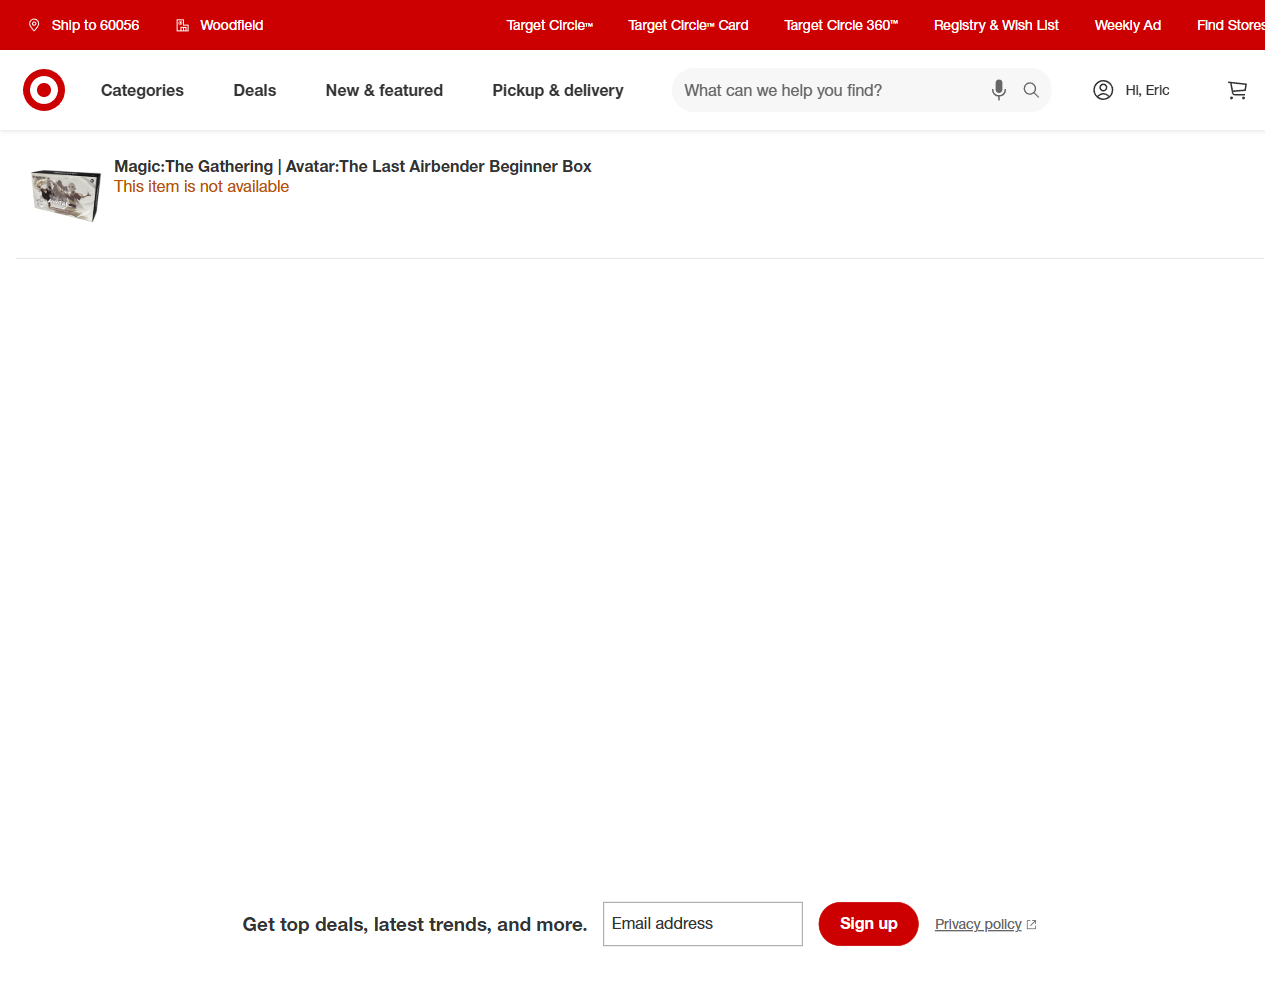 Ship to 60056
Woodfield
Target Circle™
Target Circle™ Card
Target Circle 360™
Registry & Wish List
Weekly Ad
Find Stores
Categories
Deals
New & featured
Pickup & delivery
What can we help you find?
Hi, Eric
Magic:The Gathering | Avatar:The Last Airbender Beginner Box
This item is not available
Get top deals, latest trends, and more.
Email address
Sign up
Privacy policy